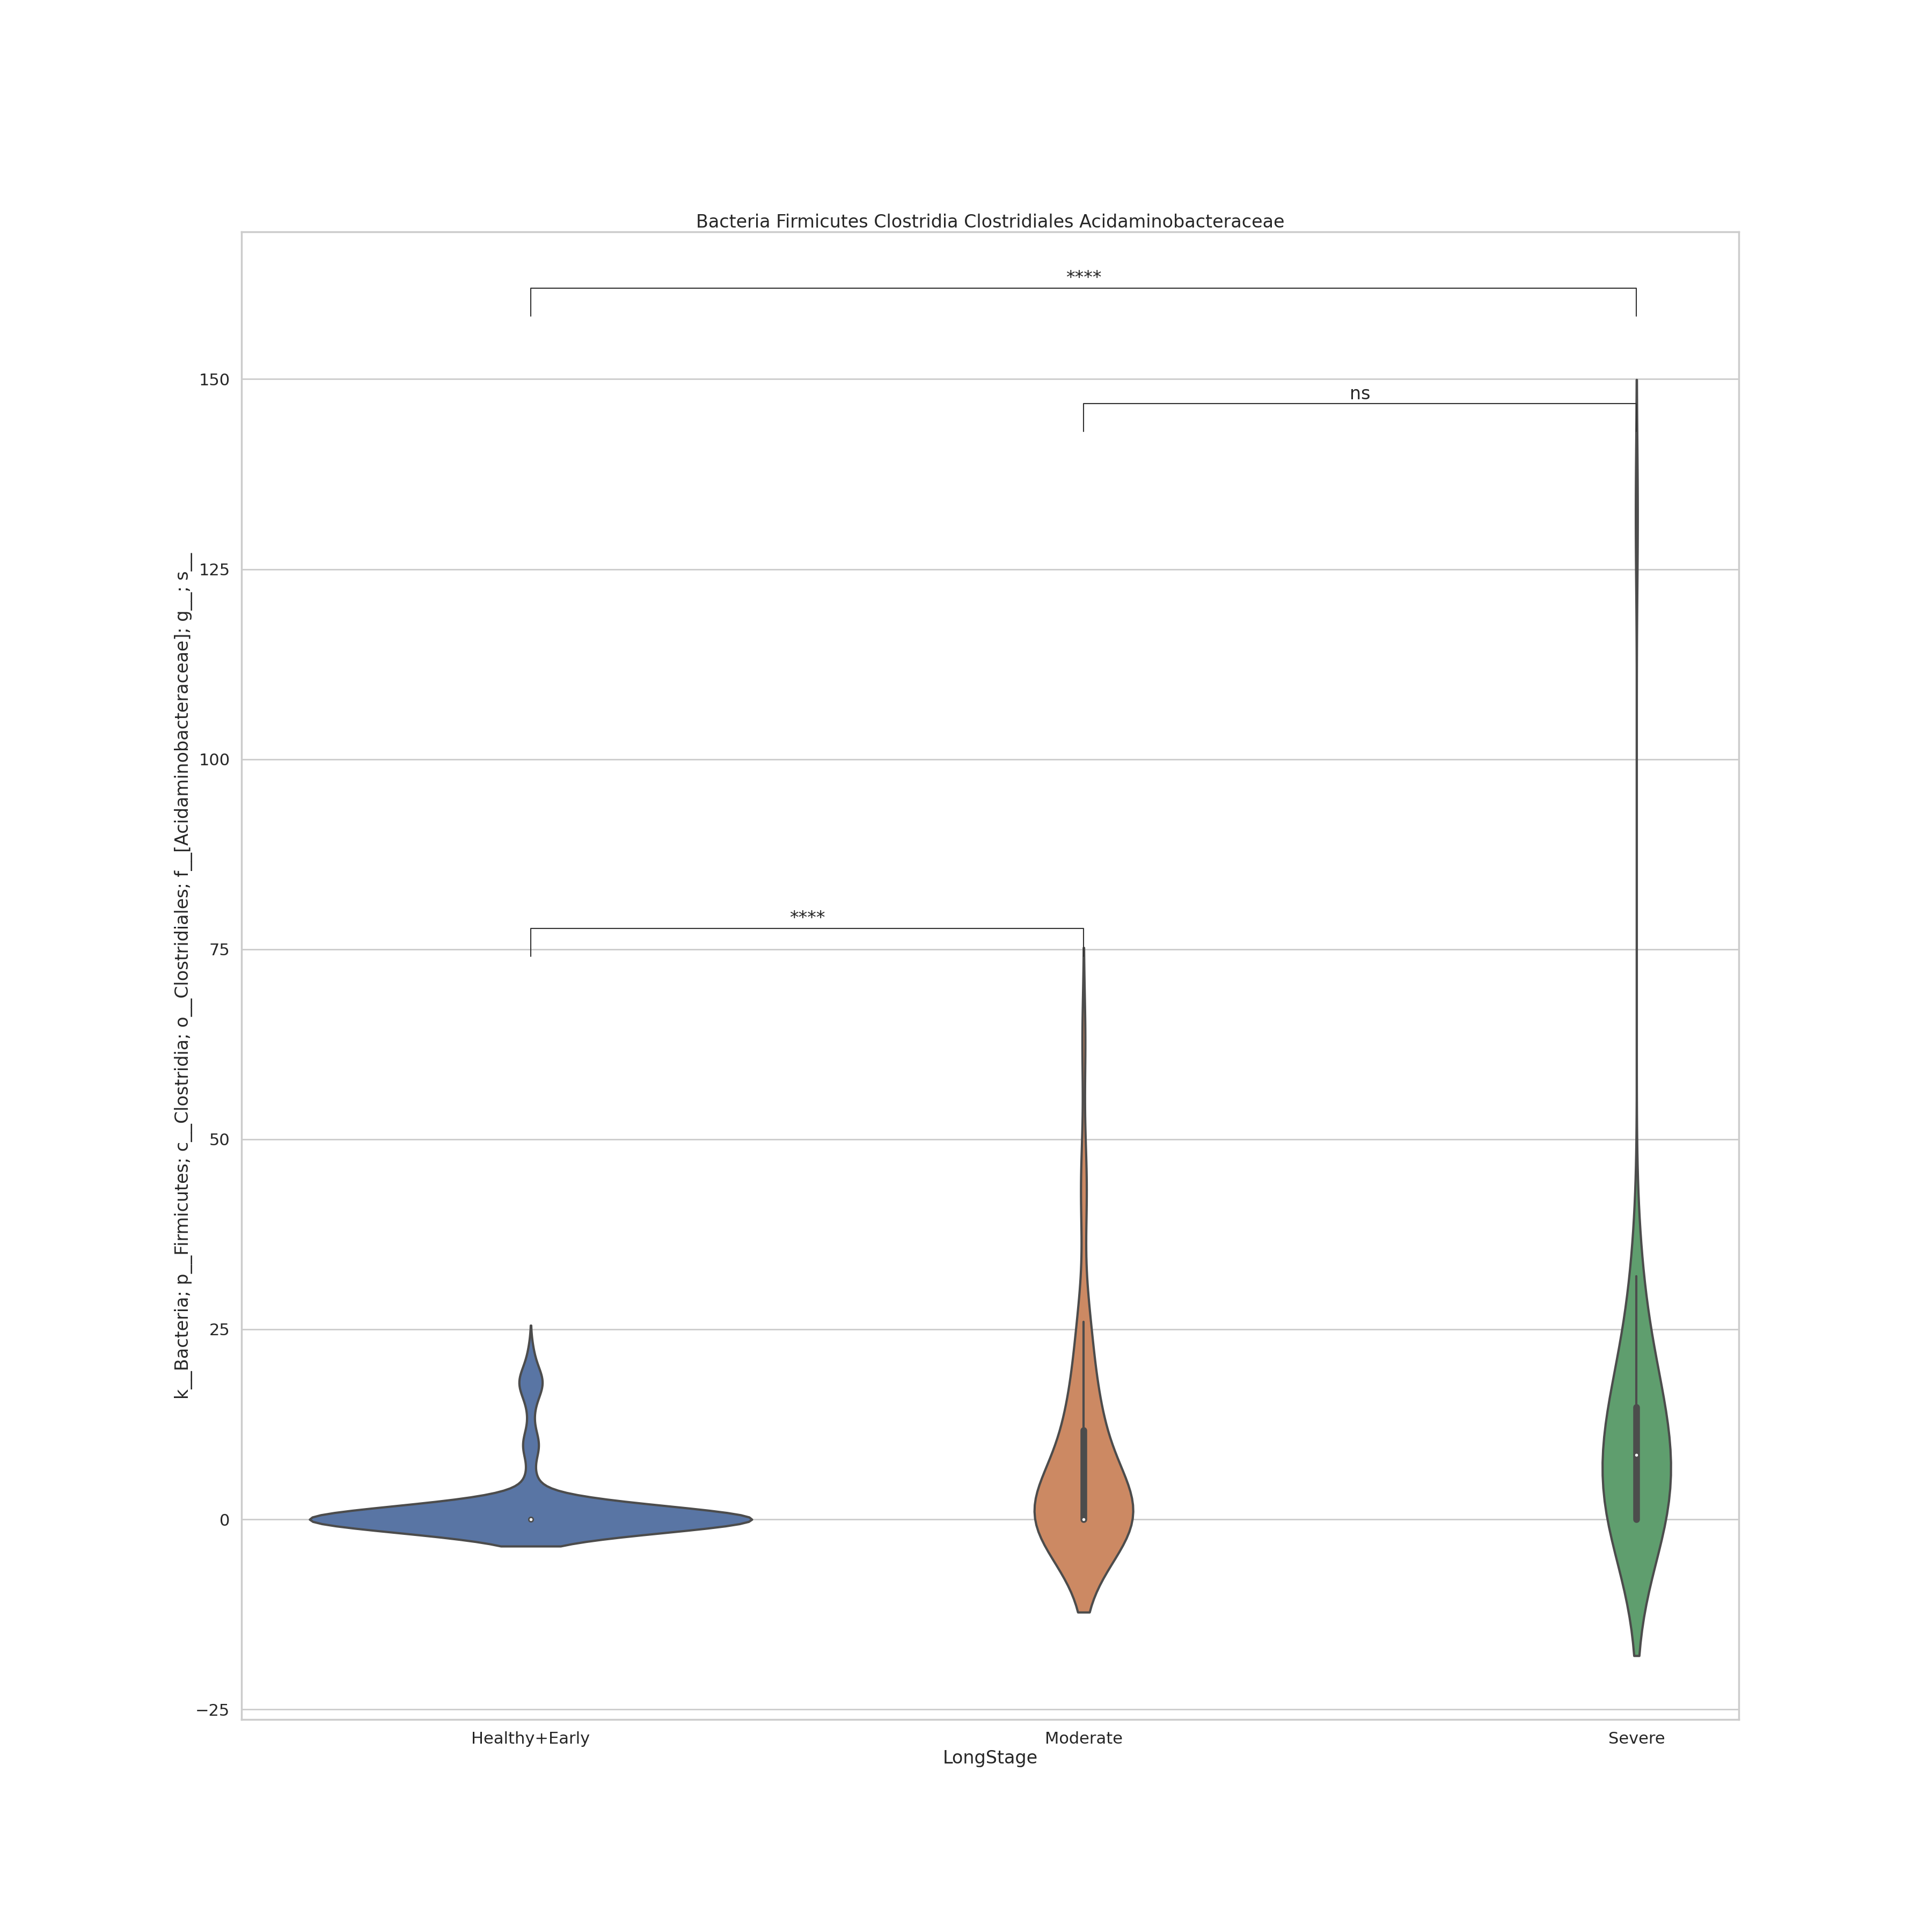 Bacteria Firmicutes Clostridia Clostridiales Acidaminobacteraceae
****
150
ns
125
100
****
75
50
25
0
−25
k__Bacteria; p__Firmicutes; c__Clostridia; o__Clostridiales; f__[Acidaminobacteraceae]; g__; s__
Healthy+Early
Moderate
Severe
LongStage